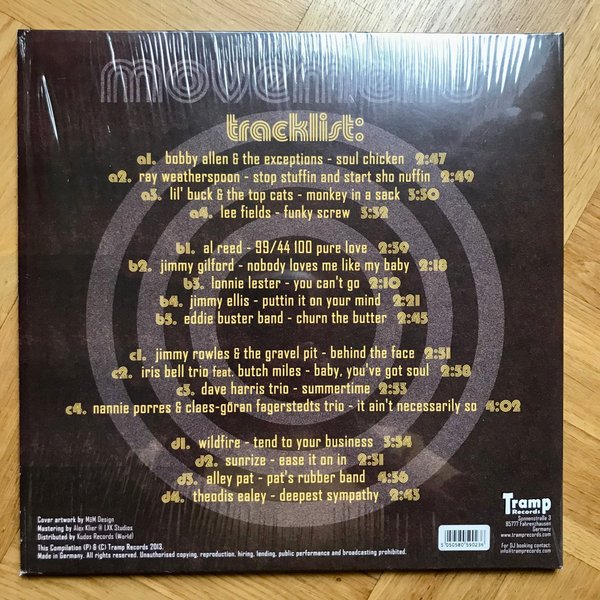 movements
tracklist:
a1. bobby allen & the exceptions - soul chicken 2:47
a2. ray weatherspoon - stop stuffin and start sho nuffin 2:49
a3. lil' buck & the top cats - monkey in a sack 3:30
a4. lee fields - funky screw 3:32
b1. al reed - 99/44 100 pure love 2:39
b2. jimmy gilford - nobody loves me like my baby 2:18
b3. lonnie lester - you can't go 2:10
b4. jimmy ellis - puttin it on your mind 2:21
b5. eddie buster band - churn the butter 2:45
c1. jimmy rowles & the gravel pit - behind the face 2:31
c2. iris bell trio feat. butch miles - baby, you've got soul 2:58
c3. dave harris trio - summertime 2:33
c4. nannie porres & claes-göran fagerstedts trio - it ain't necessarily so 4:02
d1. wildfire - tend to your business 3:34
d2. sunrize - ease it on in 2:31
d3. alley pat - pat's rubber band 4:36
d4. theodis ealey - deepest sympathy 2:43
Cover artwork by M&M Design
Mastering by Alex Klier @ LXK Studios
Distributed by Kudos Records (World)
This Compilation (P) & (C) Tramp Records 2013.
Made in Germany. All rights reserved. Unauthorised copying, reproduction, hiring, lending, public performance and broadcasting prohibited.
5 050580 590236
Tramp
Records
Sonnenstraße 3
85777 Fahrenzhausen
Germany
www.tramprecords.com
For DJ booking contact:
info@tramprecords.com